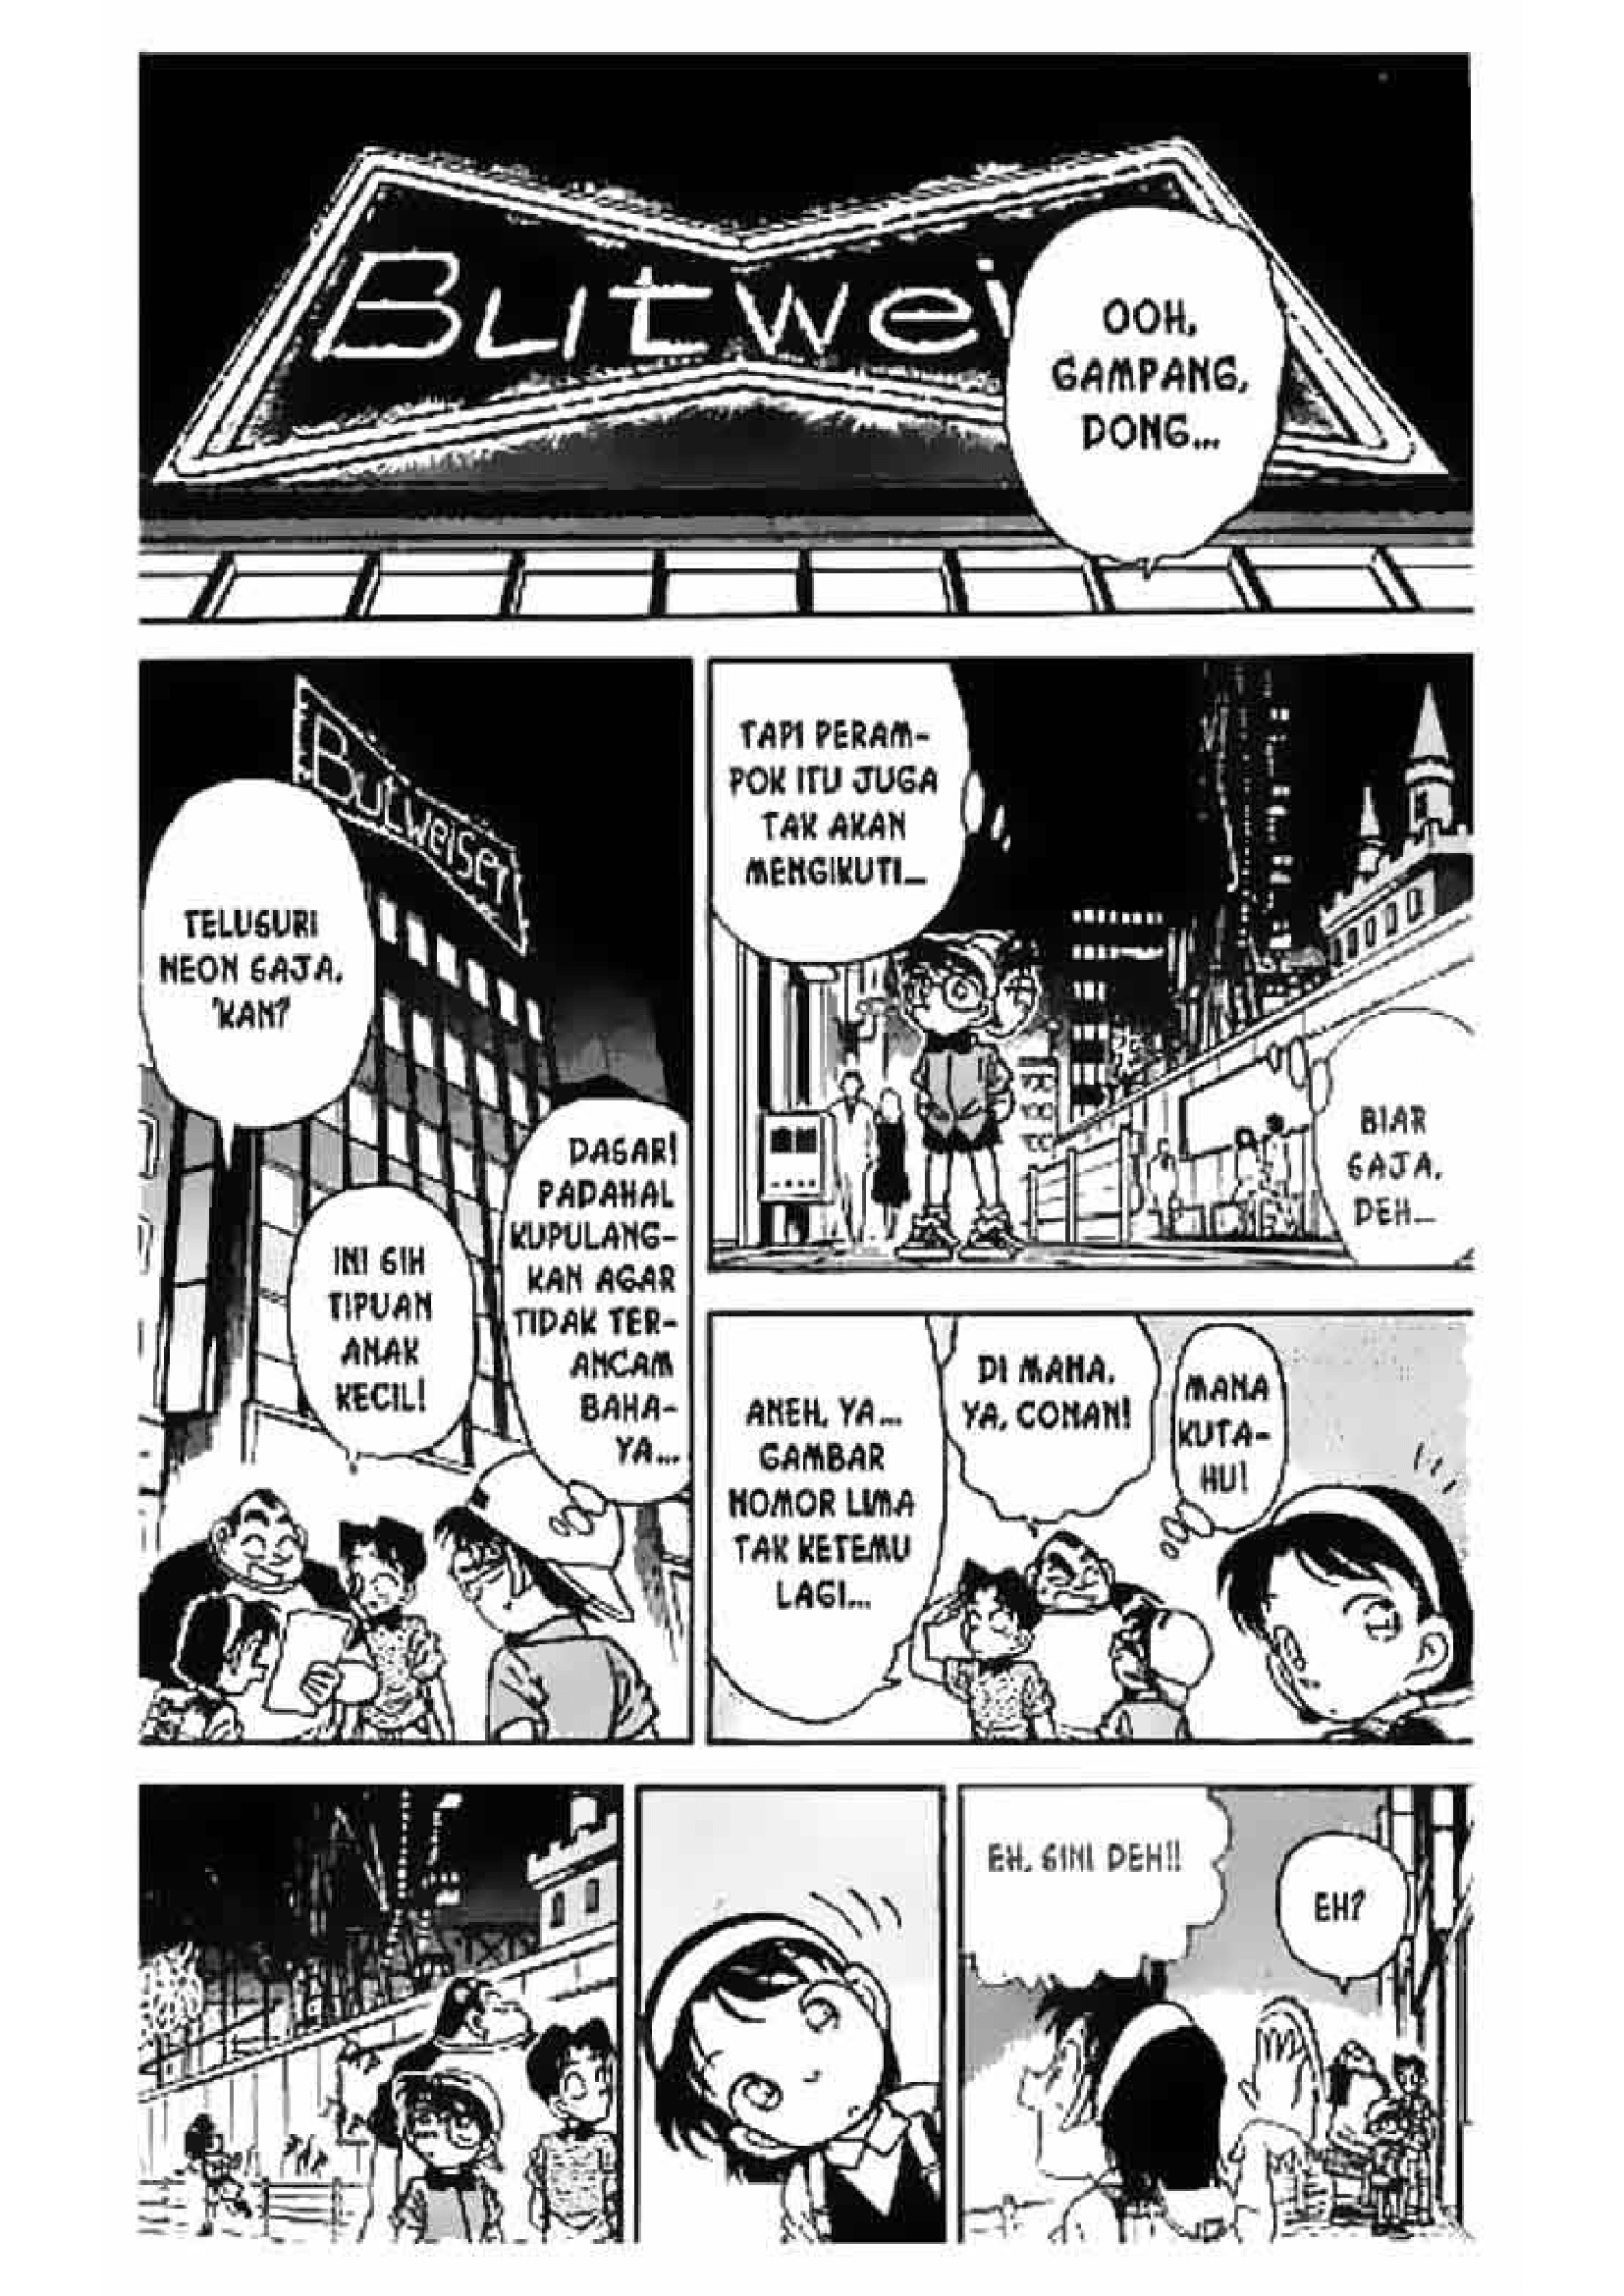 Butwei
OOH,
GAMPANG,
DONG...
Butweiser
TELUSURI
NEON SAJA,
'KAN?
INI SIH
TIPUAN
ANAK
KECIL!
DASAR!
PADAHAL
KUPULANG-
KAN AGAR
TIDAK TER-
ANCAM
BAHA-
YA...
TAPI PERAM-
POK ITU JUGA
TAK AKAN
MENGIKUTI...
BIAR
SAJA,
DEH...
ANEH, YA...
GAMBAR
NOMOR LIMA
TAK KETEMU
LAGI...
DI MANA,
YA, CONAN!
MANA
KUTA-
HU!
EH, SINI DEH!!
EH?